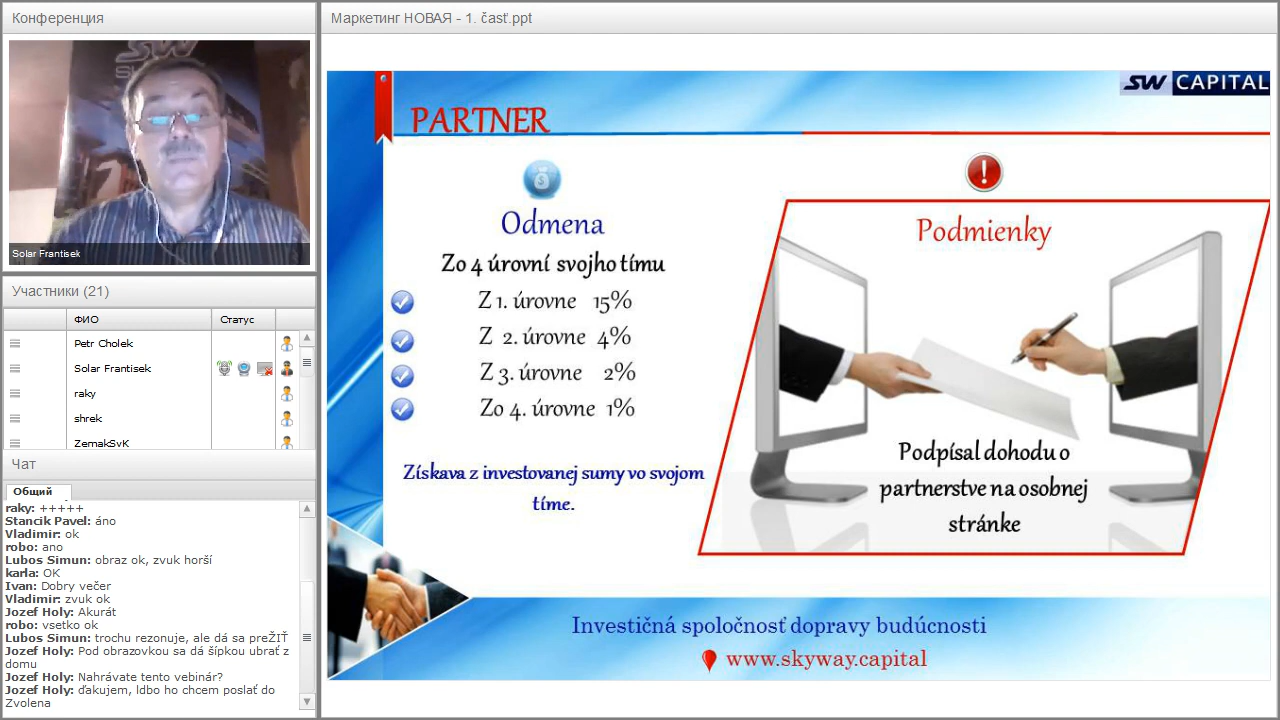 Конференция
SW
Solar Frantisek
Участники (21)
ФИО
Статус
Petr Cholek
Solar Frantisek
raky
shrek
ZemakSvK
Чат
Общий
raky: +++++
Stancik Pavel: áno
Vladimir: ok
robo: ano
Lubos Simun: obraz ok, zvuk horší
karla: OK
Ivan: Dobry večer
Vladimir: zvuk ok
Jozef Holy: Akurát
robo: vsetko ok
Lubos Simun: trochu rezonuje, ale dá sa preŽIŤ
Jozef Holy: Pod obrazovkou sa dá šípkou ubrať z
domu
Jozef Holy: Nahrávate tento vebinár?
Jozef Holy: ďakujem, ldbo ho chcem poslať do
Zvolena
Маркетинг НОВАЯ - 1. časť.ppt
SW CAPITAL
PARTNER
Odmena
Zo 4 úrovní svojho tímu
Z 1. úrovne 15%
Z 2. úrovne 4%
Z 3. úrovne 2%
Zo 4. úrovne 1%
Získava z investovanej sumy vo svojom
tíme.
Podmienky
Podpísal dohodu o
partnerstve na osobnej
stránke
Investičná spoločnosť dopravy budúcnosti
www.skyway.capital